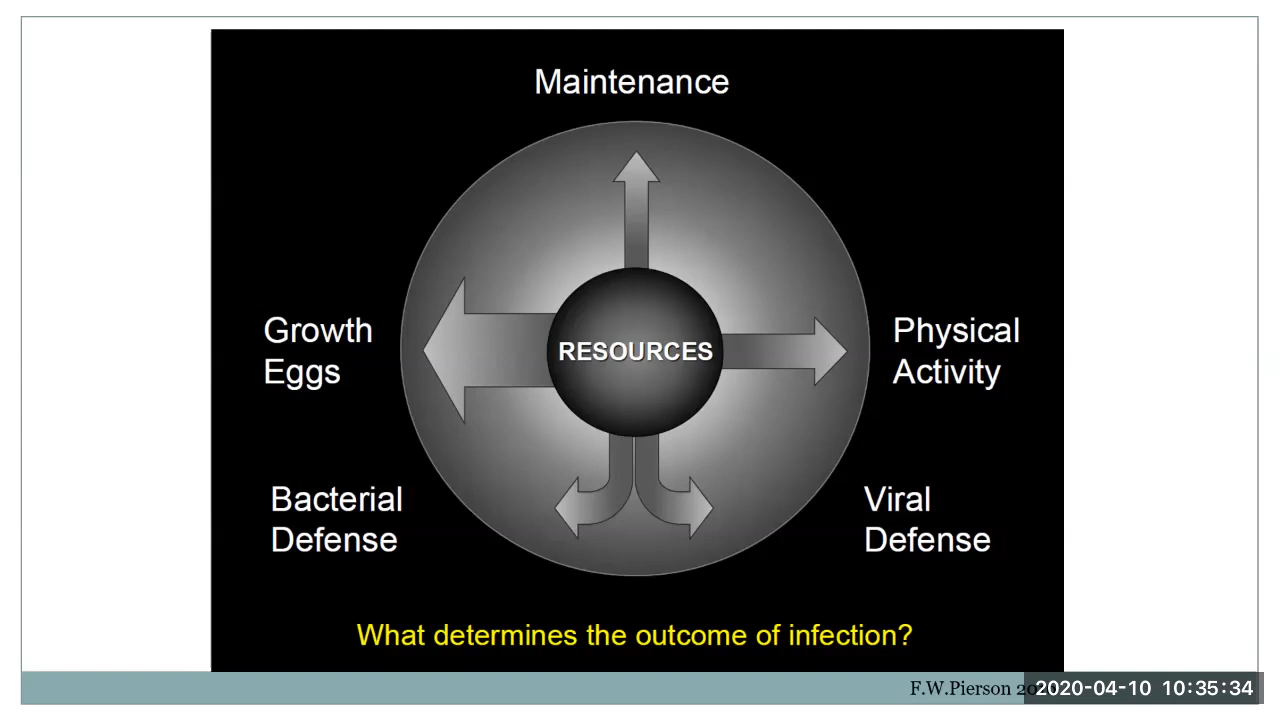 Maintenance
Growth
Eggs
RESOURCES
Physical
Activity
Bacterial
Defense
Viral
Defense
What determines the outcome of infection?
F.W.Pierson
2020-04-10 10:35:34